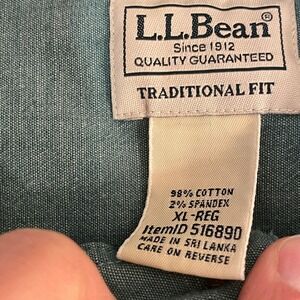 L.L.Bean®
Since 1912
QUALITY GUARANTEED
TRADITIONAL FIT
98% COTTON
2% SPANDEX
XL-REG
ItemID 516890
MADE IN SRI LANKA
CARE ON REVERSE